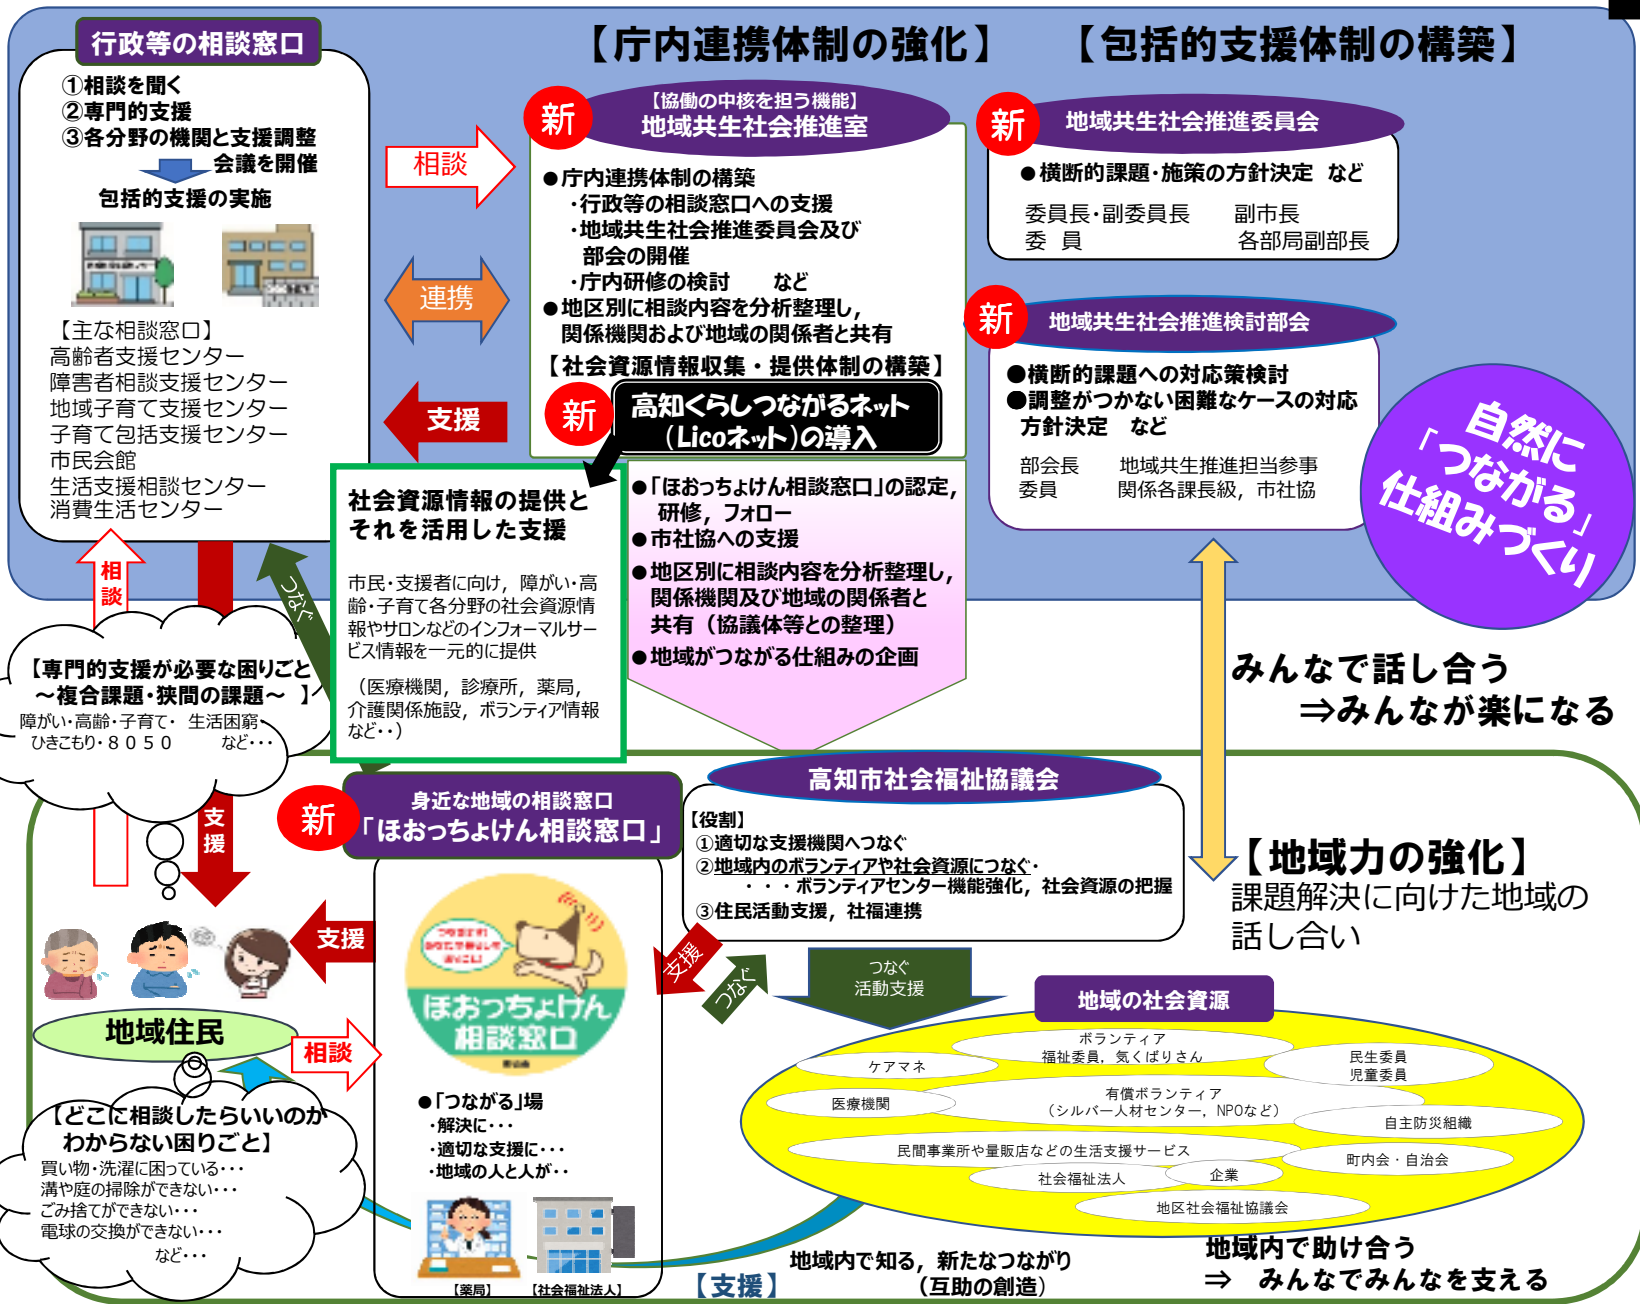 【庁内連携体制の強化】
【包括的支援体制の構築】
行政等の相談窓口
①相談を聞く
②専門的支援
③各分野の機関と支援調整
会議を開催
包括的支援の実施
【主な相談窓口】
高齢者支援センター
障害者相談支援センター
地域子育て支援センター
子育て包括支援センター
市民会館
生活支援相談センター
消費生活センター
相談
連携
支援
新
【協働の中核を担う機能】
地域共生社会推進室
●庁内連携体制の構築
・行政等の相談窓口への支援
・地域共生社会推進委員会及び
部会の開催
・庁内研修の検討　など
●地区別に相談内容を分析整理し,
関係機関および地域の関係者と共有
【社会資源情報収集・提供体制の構築】
新
高知くらしつながるネット
（Licoネット）の導入
新
地域共生社会推進委員会
●横断的課題・施策の方針決定 など
委員長・副委員長　副市長
委 員　各部局副部長
新
地域共生社会推進検討部会
●横断的課題への対応策検討
●調整がつかない困難なケースの対応
方針決定 など
部会長　地域共生推進担当参事
委員　関係各課長級, 市社協
自然に
「つながる」
仕組みづくり
社会資源情報の提供と
それを活用した支援
市民・支援者に向け, 障がい・高
齢・子育て各分野の社会資源情
報やサロンなどのインフォーマルサー
ビス情報を一元的に提供
（医療機関, 診療所, 薬局,
介護関係施設, ボランティア情報
など・・）
●「ほおっちょけん相談窓口」の認定,
研修, フォロー
●市社協への支援
●地区別に相談内容を分析整理し,
関係機関及び地域の関係者と
共有（協議体等との整理）
●地域がつながる仕組みの企画
相談
つなぐ
【専門的支援が必要な困りごと
～複合課題・狭間の課題～ 】
障がい・高齢・子育て・ 生活困窮・
ひきこもり・８０５０　など・・・
支援
みんなで話し合う
⇒みんなが楽になる
新
身近な地域の相談窓口
「ほおっちょけん相談窓口」
高知市社会福祉協議会
【役割】
①適切な支援機関へつなぐ
②地域内のボランティアや社会資源につなぐ・
・・・ボランティアセンター機能強化, 社会資源の把握
③住民活動支援, 社福連携
【地域力の強化】
課題解決に向けた地域の
話し合い
支援
支援
つなぐ
つなぐ
活動支援
地域住民
相談
ほおっちょけん
相談窓口
●「つながる」場
・解決に・・・
・適切な支援に・・・
・地域の人と人が・・
【薬局】
【社会福祉法人】
【どこに相談したらいいのか
わからない困りごと】
買い物・洗濯に困っている・・・
溝や庭の掃除ができない・・・
ごみ捨てができない・・・
電球の交換ができない・・・
など・・・
地域の社会資源
ボランティア
福祉委員, 気くばりさん
ケアマネ
民生委員
児童委員
医療機関
有償ボランティア
（シルバー人材センター, NPOなど）
自主防災組織
民間事業所や量販店などの生活支援サービス
町内会・自治会
社会福祉法人
企業
地区社会福祉協議会
【支援】
地域内で知る, 新たなつながり
（互助の創造）
地域内で助け合う
⇒ みんなでみんなを支える